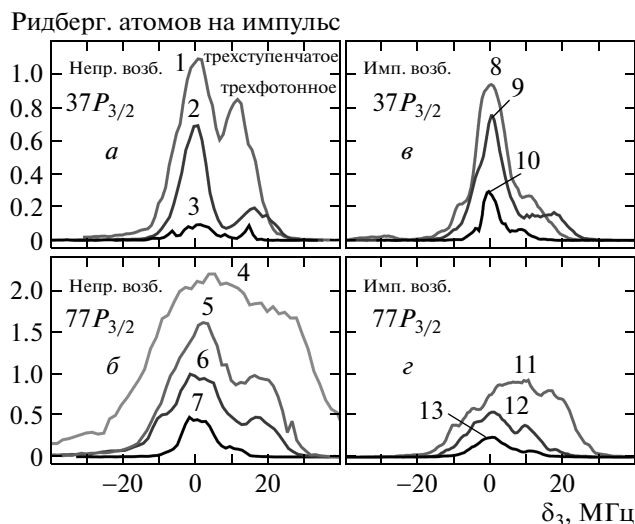 Ридберг. атомов на импульс
Непр. возб. 1 трехступенчатое
трехфотонное
37P3/2
а
2
3
1.0
0.8
0.6
0.4
0.2
0
Имп. возб. 8
9
37P3/2
в
10
Непр. возб. 4
77P3/2
5
б
6
7
2.0
1.5
1.0
0.5
0
Имп. возб.
77P3/2
г
11
13 12
−20 0 20 −20 0 20
δ3, МГц